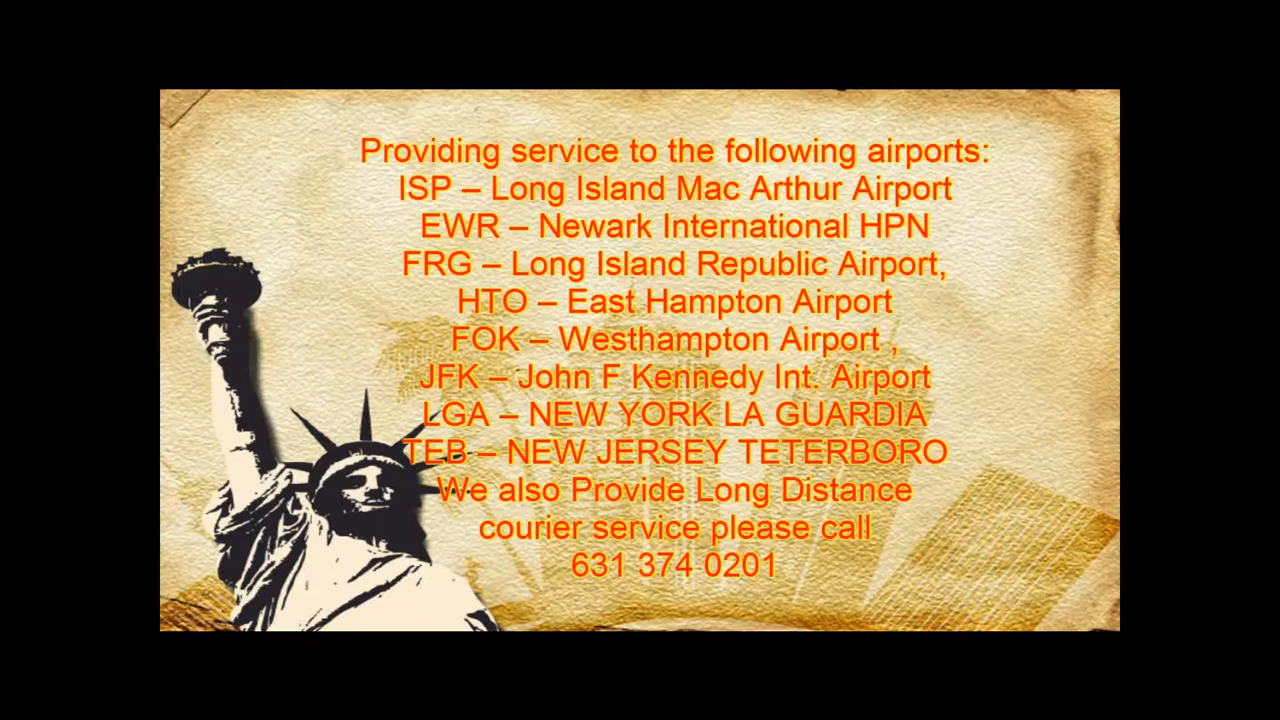 Providing service to the following airports:
ISP – Long Island Mac Arthur Airport
EWR – Newark International HPN
FRG – Long Island Republic Airport,
HTO – East Hampton Airport
FOK – Westhampton Airport ,
JFK – John F Kennedy Int. Airport
LGA – NEW YORK LA GUARDIA
TEB – NEW JERSEY TETERBORO
We also Provide Long Distance
courier service please call
631 374 0201